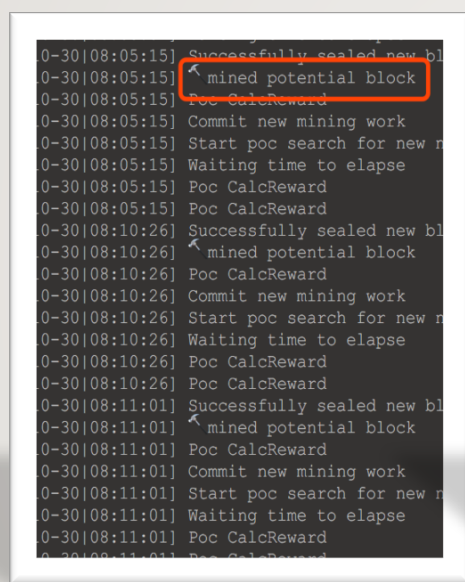 0-30|08:05:15] Successfully sealed new bl
0-30|08:05:15] 🔨 mined potential block
0-30|08:05:15] Poc CalcReward
0-30|08:05:15] Commit new mining work
0-30|08:05:15] Start poc search for new n
0-30|08:05:15] Waiting time to elapse
0-30|08:05:15] Poc CalcReward
0-30|08:05:15] Poc CalcReward
0-30|08:10:26] Successfully sealed new bl
0-30|08:10:26] 🔨 mined potential block
0-30|08:10:26] Poc CalcReward
0-30|08:10:26] Commit new mining work
0-30|08:10:26] Start poc search for new n
0-30|08:10:26] Waiting time to elapse
0-30|08:10:26] Poc CalcReward
0-30|08:10:26] Poc CalcReward
0-30|08:11:01] Successfully sealed new bl
0-30|08:11:01] 🔨 mined potential block
0-30|08:11:01] Poc CalcReward
0-30|08:11:01] Commit new mining work
0-30|08:11:01] Start poc search for new n
0-30|08:11:01] Waiting time to elapse
0-30|08:11:01] Poc CalcReward
0-30|08:11:01] Poc CalcReward